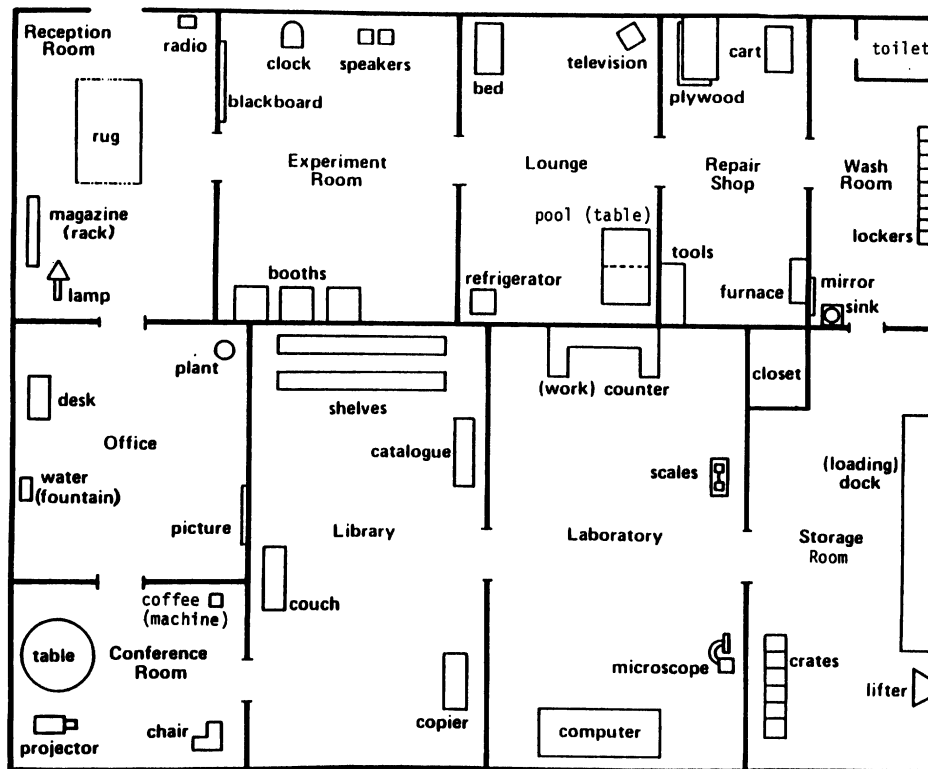 Reception
Room
radio
rug
magazine
(rack)
lamp
clock
speakers
blackboard
Experiment
Room
booths
bed
television
Lounge
pool (table)
refrigerator
plywood
cart
Repair
Shop
tools
furnace
toilet
Wash
Room
lockers
mirror
sink
plant
desk
Office
water
(fountain)
picture
shelves
catalogue
Library
couch
copier
(work) counter
scales
Laboratory
microscope
computer
closet
(loading)
dock
Storage
Room
crates
lifter
coffee
(machine)
table
Conference
Room
chair
projector